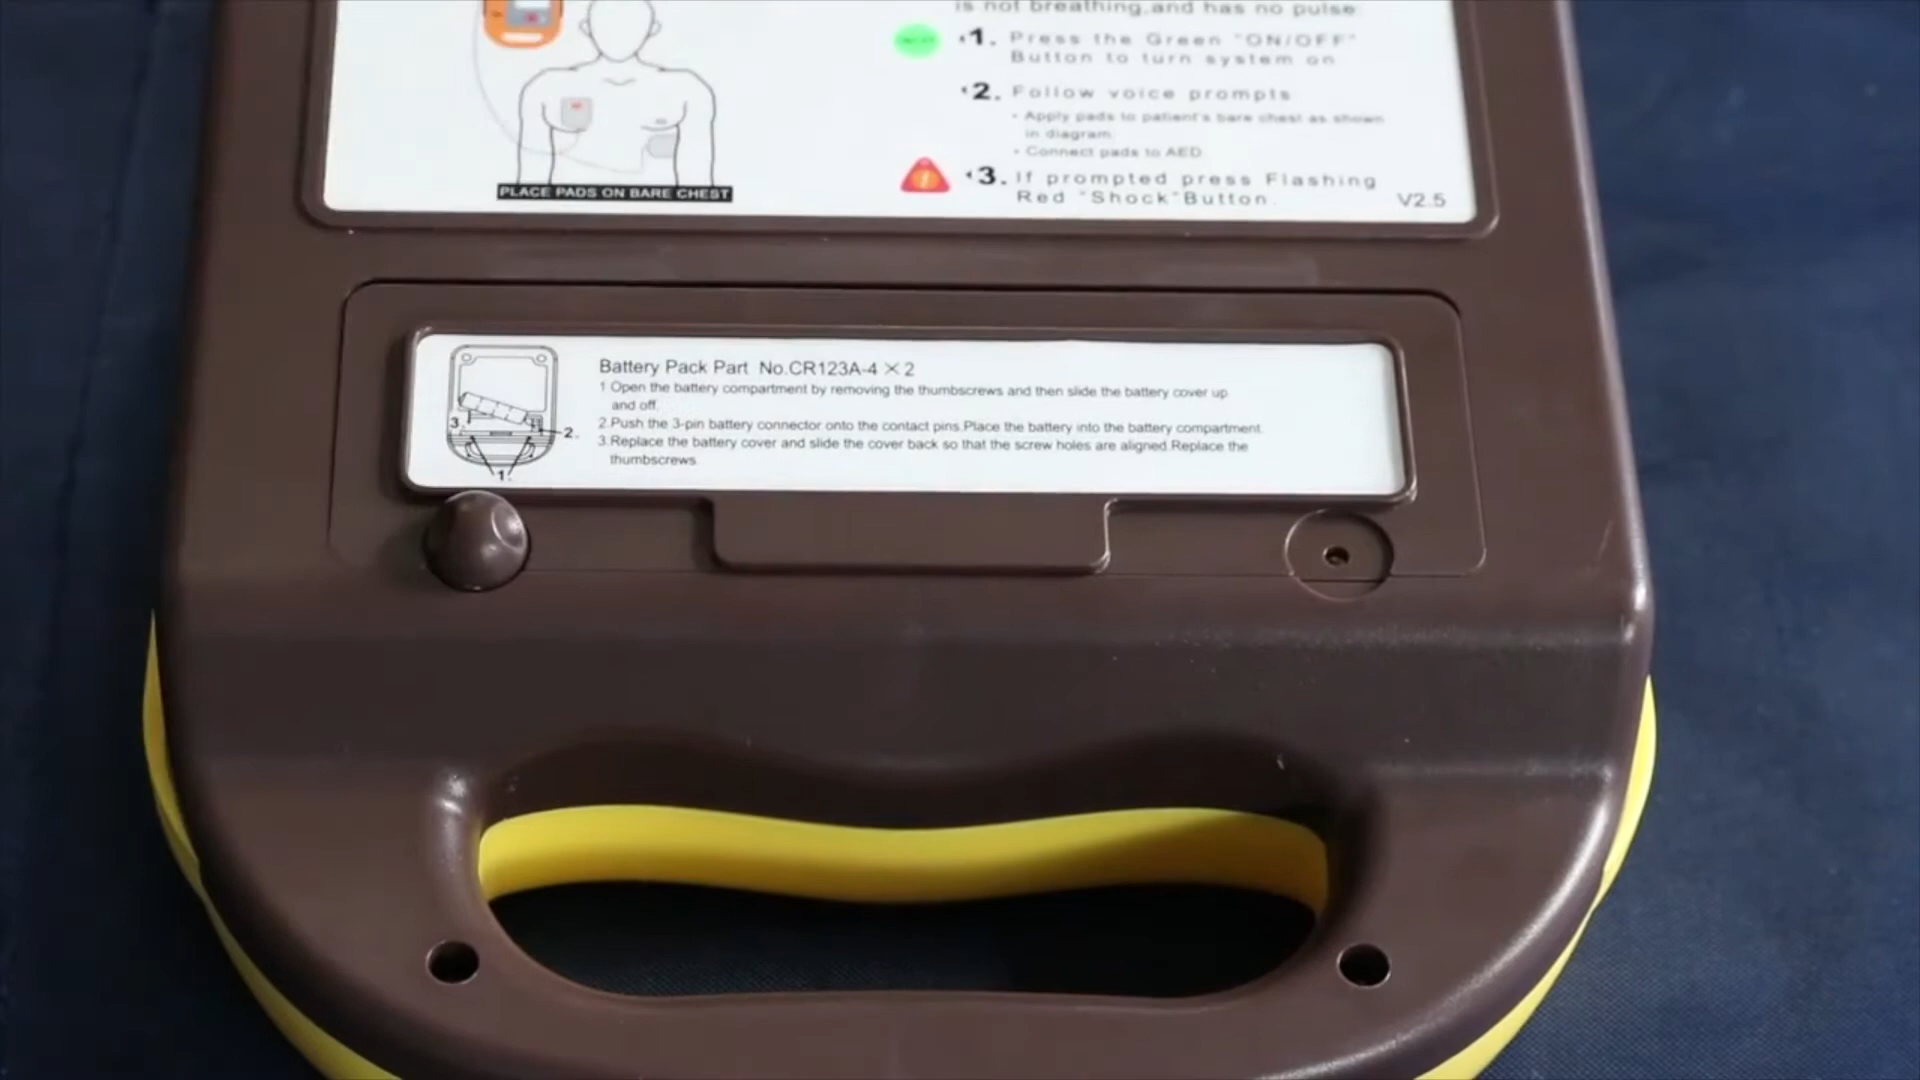 is not breathing,and has no pulse:
1. Press the Green "ON/OFF"
Button to turn system on
2. Follow voice prompts
• Apply pads to patient's bare chest as shown
in diagram.
• Connect pads to AED.
3. If prompted press Flashing
Red "Shock"Button.
V2.5
PLACE PADS ON BARE CHEST
Battery Pack Part No.CR123A-4 × 2
1.Open the battery compartment by removing the thumbscrews and then slide the battery cover up
and off.
2.Push the 3-pin battery connector onto the contact pins.Place the battery into the battery compartment.
3.Replace the battery cover and slide the cover back so that the screw holes are aligned.Replace the
thumbscrews.
3.
2.
1.